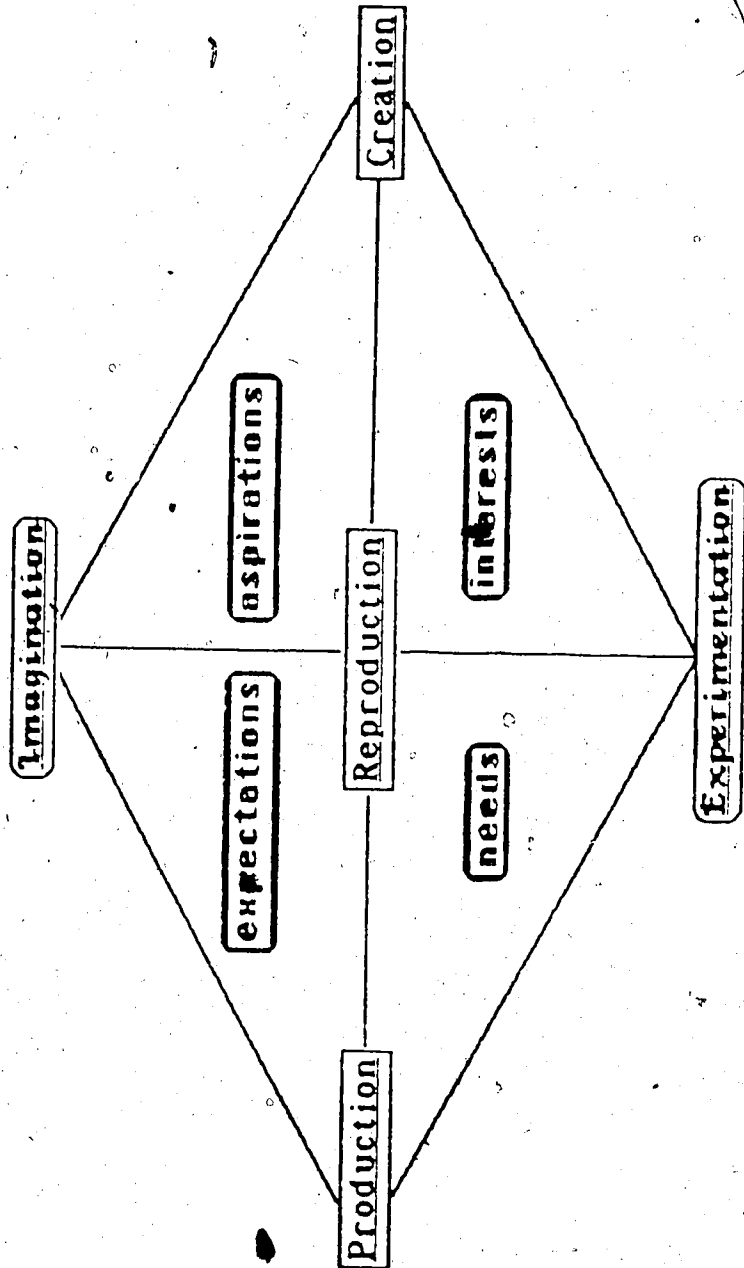 Imagination
expectations
aspirations
Production
Reproduction
Creation
needs
interests
Experimentation